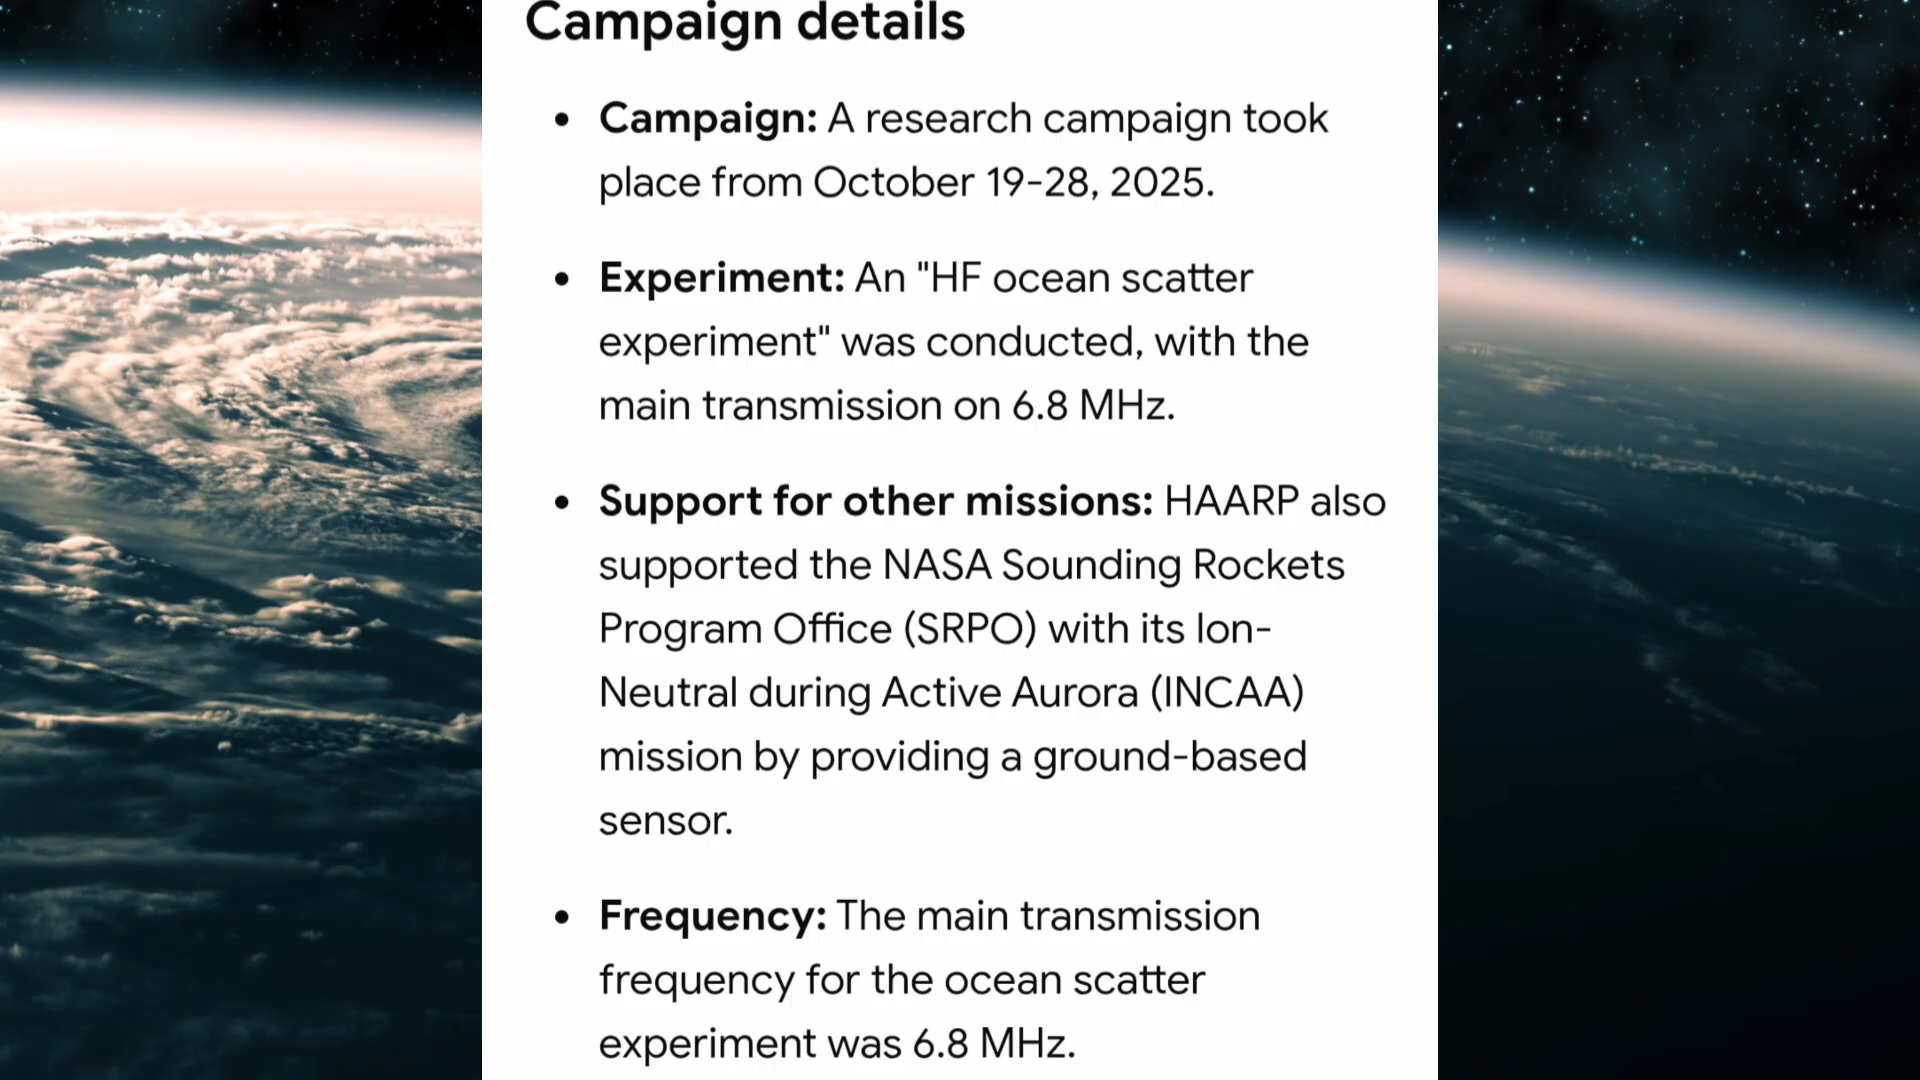 Campaign details
• Campaign: A research campaign took
place from October 19-28, 2025.
• Experiment: An "HF ocean scatter
experiment" was conducted, with the
main transmission on 6.8 MHz.
• Support for other missions: HAARP also
supported the NASA Sounding Rockets
Program Office (SRPO) with its Ion-
Neutral during Active Aurora (INCAA)
mission by providing a ground-based
sensor.
• Frequency: The main transmission
frequency for the ocean scatter
experiment was 6.8 MHz.